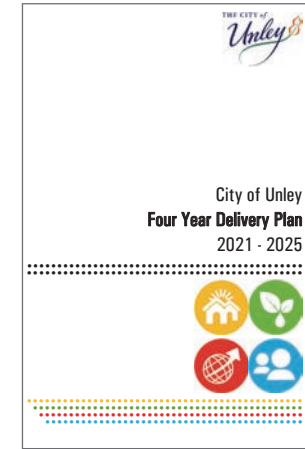 THE CITY of
Unley
City of Unley
Four Year Delivery Plan
2021 - 2025